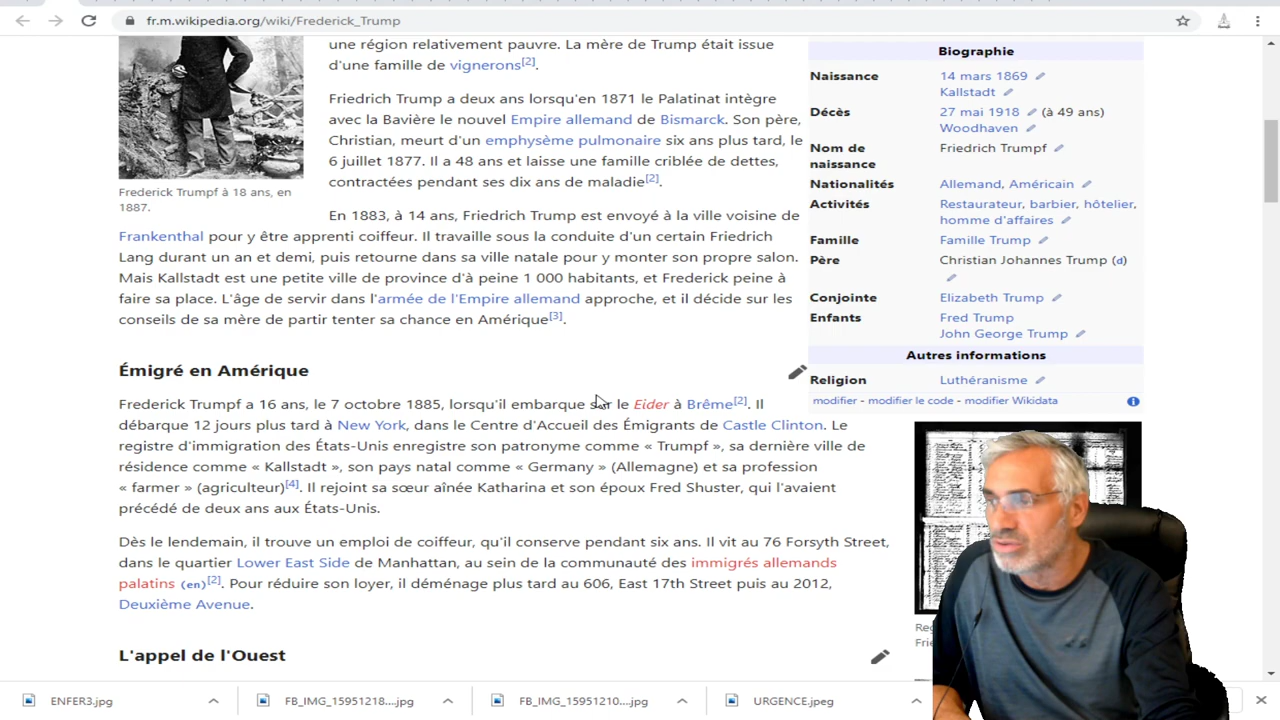 fr.m.wikipedia.org/wiki/Frederick_Trump
une région relativement pauvre. La mère de Trump était issue
d'une famille de vignerons[2].
Friedrich Trump a deux ans lorsqu'en 1871 le Palatinat intègre
avec la Bavière le nouvel Empire allemand de Bismarck. Son père,
Christian, meurt d'un emphysème pulmonaire six ans plus tard, le
6 juillet 1877. Il a 48 ans et laisse une famille criblée de dettes,
contractées pendant ses dix ans de maladie[2].
Frederick Trumpf à 18 ans, en
1887.
En 1883, à 14 ans, Friedrich Trump est envoyé à la ville voisine de
Frankenthal pour y être apprenti coiffeur. Il travaille sous la conduite d'un certain Friedrich
Lang durant un an et demi, puis retourne dans sa ville natale pour y monter son propre salon.
Mais Kallstadt est une petite ville de province d'à peine 1 000 habitants, et Frederick peine à
faire sa place. L'âge de servir dans l'armée de l'Empire allemand approche, et il décide sur les
conseils de sa mère de partir tenter sa chance en Amérique[3].
Émigré en Amérique
Frederick Trumpf a 16 ans, le 7 octobre 1885, lorsqu'il embarque sur le Eider à Brême[2]. Il
débarque 12 jours plus tard à New York, dans le Centre d'Accueil des Émigrants de Castle Clinton. Le
registre d'immigration des États-Unis enregistre son patronyme comme « Trumpf », sa dernière ville de
résidence comme « Kallstadt », son pays natal comme « Germany » (Allemagne) et sa profession
« farmer » (agriculteur)[4]. Il rejoint sa sœur aînée Katharina et son époux Fred Shuster, qui l'avaient
précédé de deux ans aux États-Unis.
Dès le lendemain, il trouve un emploi de coiffeur, qu'il conserve pendant six ans. Il vit au 76 Forsyth Street,
dans le quartier Lower East Side de Manhattan, au sein de la communauté des immigrés allemands
palatins (en)[2]. Pour réduire son loyer, il déménage plus tard au 606, East 17th Street puis au 2012,
Deuxième Avenue.
L'appel de l'Ouest
Biographie
Naissance 14 mars 1869
Kallstadt
Décès 27 mai 1918 (à 49 ans)
Woodhaven
Nom de Friedrich Trumpf
naissance
Nationalités Allemand, Américain
Activités Restaurateur, barbier, hôtelier,
homme d'affaires
Famille Famille Trump
Père Christian Johannes Trump (d)
Conjointe Elizabeth Trump
Enfants Fred Trump
John George Trump
Autres informations
Religion Luthéranisme
modifier - modifier le code - modifier Wikidata
ENFER3.jpg
FB_IMG_15951218....jpg
FB_IMG_15951210....jpg
URGENCE.jpeg